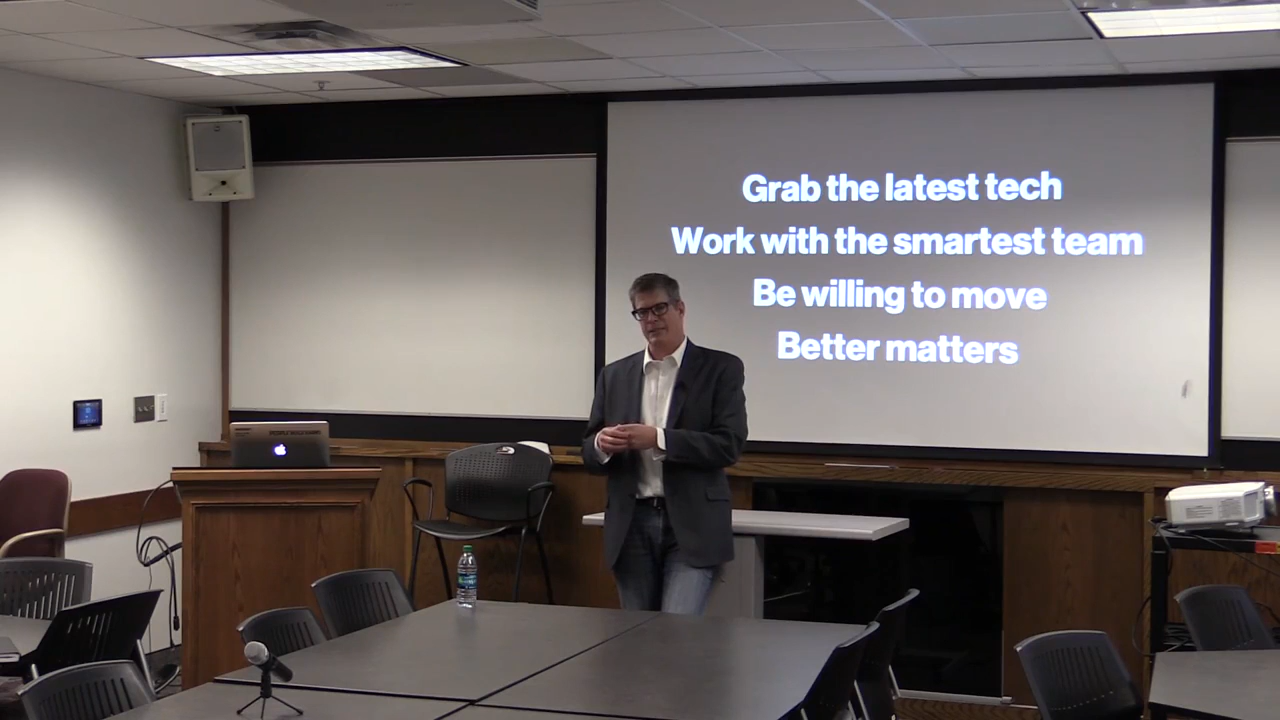 Grab the latest tech
Work with the smartest team
Be willing to move
Better matters